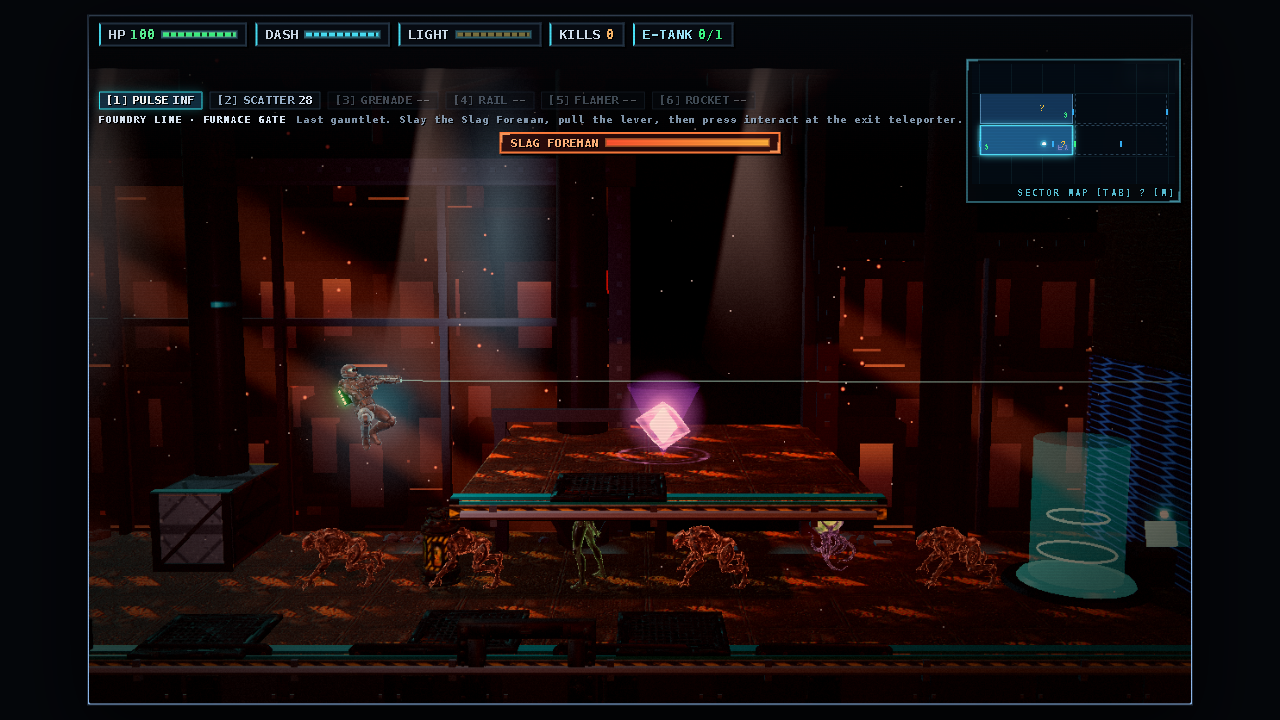 HP 100
DASH
LIGHT
KILLS 0
E-TANK 0/1
[1] PULSE INF
[2] SCATTER 28
[3] GRENADE --
[4] RAIL --
[5] FLAMER --
[6] ROCKET --
FOUNDRY LINE · FURNACE GATE Last gauntlet. Slay the Slag Foreman, pull the lever, then press interact at the exit teleporter.
SLAG FOREMAN
?
3
3
?
SECTOR MAP [TAB] ? [M]